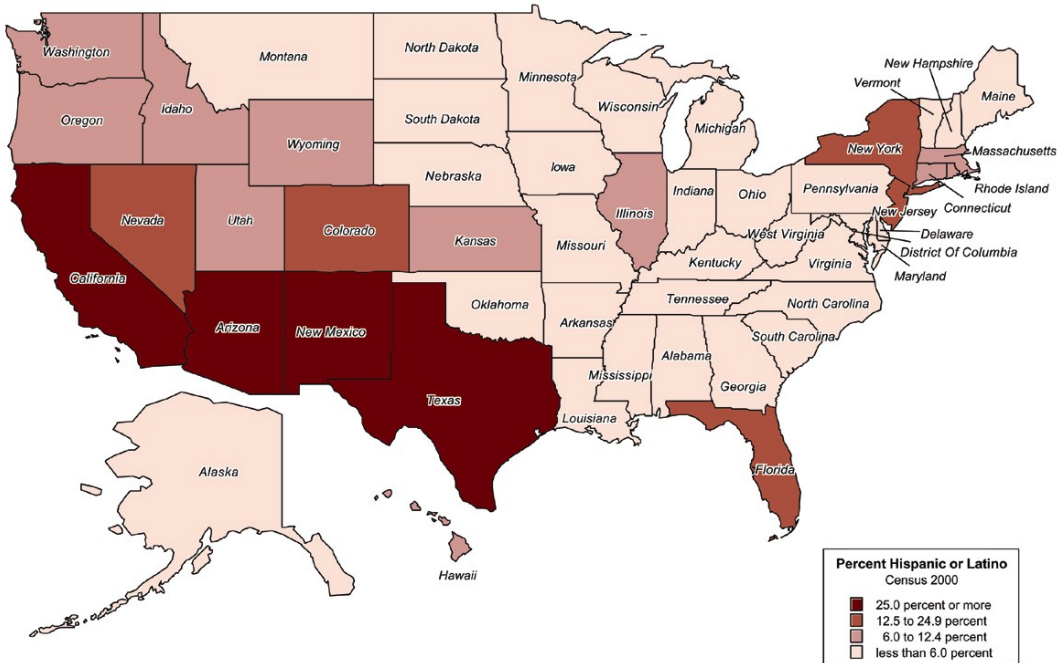 Washington
Montana
North Dakota
Minnesota
New Hampshire
Vermont
Maine
Oregon
Idaho
Wyoming
South Dakota
Wisconsin
Michigan
New York
Massachusetts
Rhode Island
Connecticut
Nevada
Utah
Colorado
Nebraska
Kansas
Iowa
Illinois
Indiana
Ohio
Pennsylvania
New Jersey
Delaware
District Of Columbia
Maryland
West Virginia
Virginia
California
Arizona
New Mexico
Oklahoma
Missouri
Kentucky
Tennessee
North Carolina
South Carolina
Arkansas
Texas
Louisiana
Mississippi
Alabama
Georgia
Florida
Alaska
Hawaii
Percent Hispanic or Latino
Census 2000
25.0 percent or more
12.5 to 24.9 percent
6.0 to 12.4 percent
less than 6.0 percent